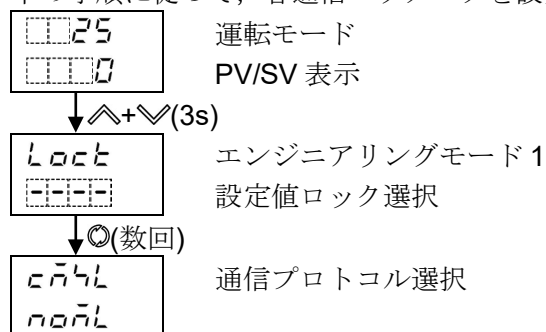 25 運転モード
0 PV/SV 表示
+ (3s)
Lock エンジニアリングモード 1
---- 設定値ロック選択
(数回)
通信プロトコル選択